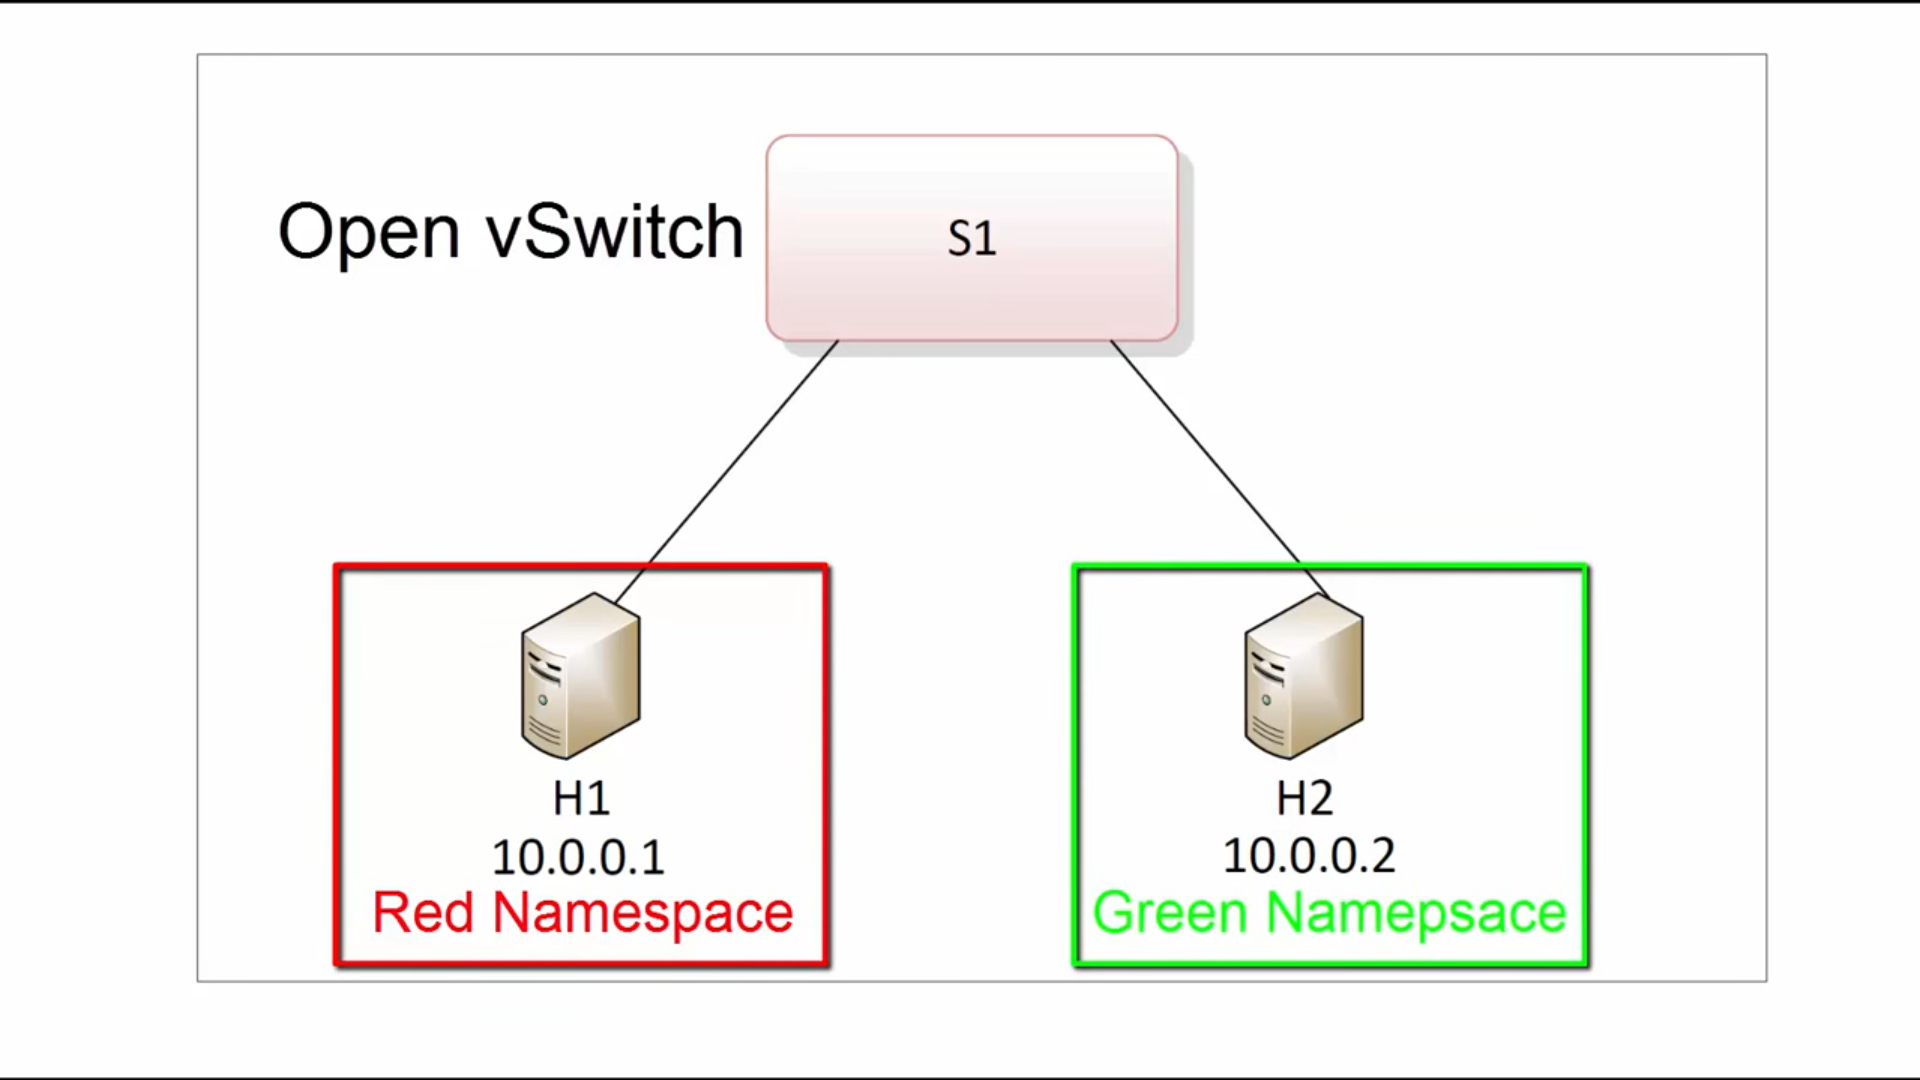 Open vSwitch
S1
H1
10.0.0.1
Red Namespace
H2
10.0.0.2
Green Namepsace